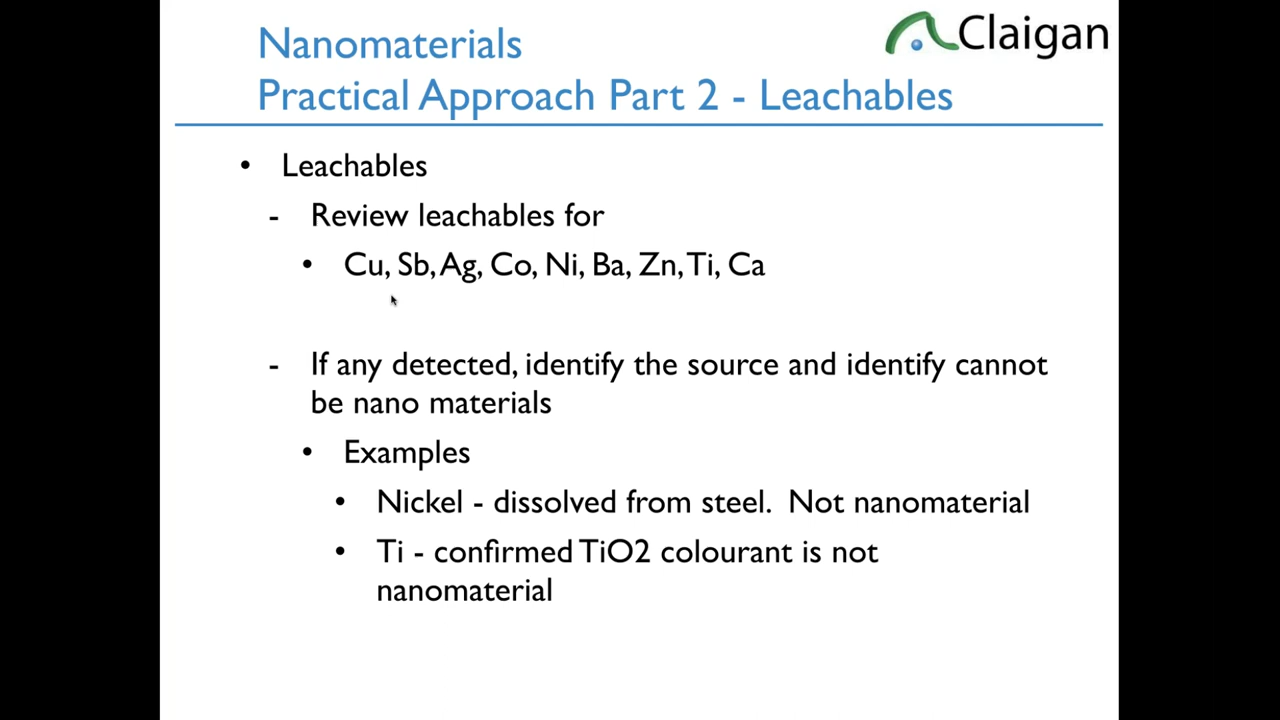 Nanomaterials
Claigan
Practical Approach Part 2 - Leachables
• Leachables
- Review leachables for
• Cu, Sb, Ag, Co, Ni, Ba, Zn, Ti, Ca
- If any detected, identify the source and identify cannot
be nano materials
• Examples
• Nickel - dissolved from steel. Not nanomaterial
• Ti - confirmed TiO2 colourant is not
nanomaterial